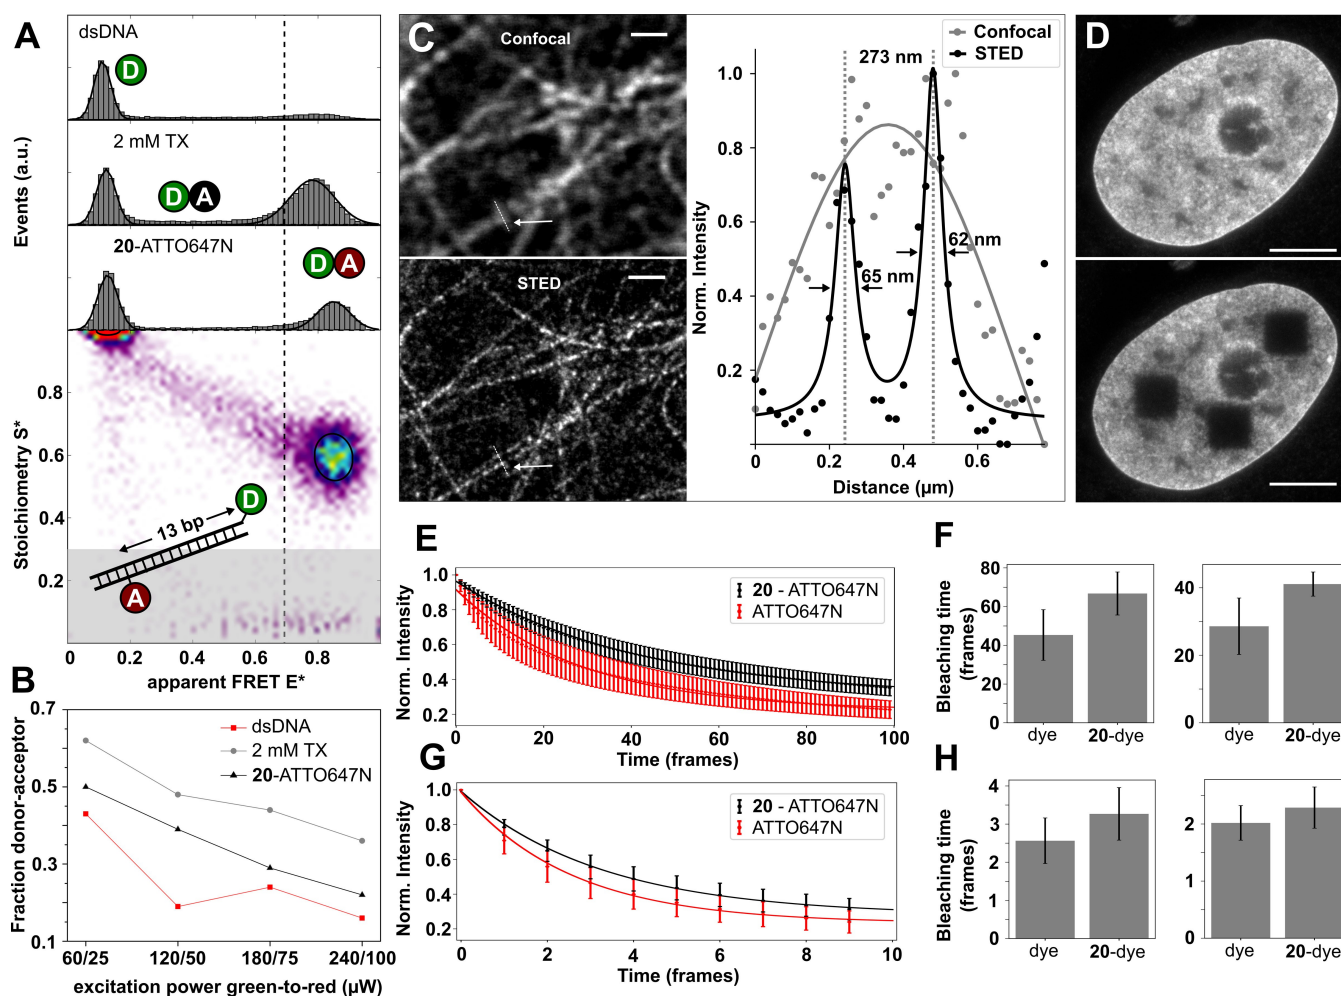 A
dsDNA
D
2 mM TX
D A
20-ATTO647N
D A
Events (a.u.)
0.8
0.6
0.4
0.2
Stoichiometry S*
13 bp
D
A
0 0.2 0.4 0.6 0.8
apparent FRET E*
B
0.7
0.5
0.3
0.1
Fraction donor-acceptor
dsDNA
2 mM TX
20-ATTO647N
60/25 120/50 180/75 240/100
excitation power green-to-red (µW)
C
Confocal
STED
Confocal
STED
273 nm
62 nm
65 nm
1.0
0.8
0.6
0.4
0.2
Norm. Intensity
0 0.2 0.4 0.6
Distance (µm)
D
E
1.0
0.8
0.6
0.4
0.2
Norm. Intensity
20 - ATTO647N
ATTO647N
0 20 40 60 80 100
Time (frames)
F
80
60
40
20
0
Bleaching time
(frames)
dye 20-dye
40
20
0
dye 20-dye
G
1.0
0.8
0.6
0.4
0.2
Norm. Intensity
20 - ATTO647N
ATTO647N
0 2 4 6 8 10
Time (frames)
H
4
3
2
1
0
Bleaching time
(frames)
dye 20-dye
2
1
0
dye 20-dye